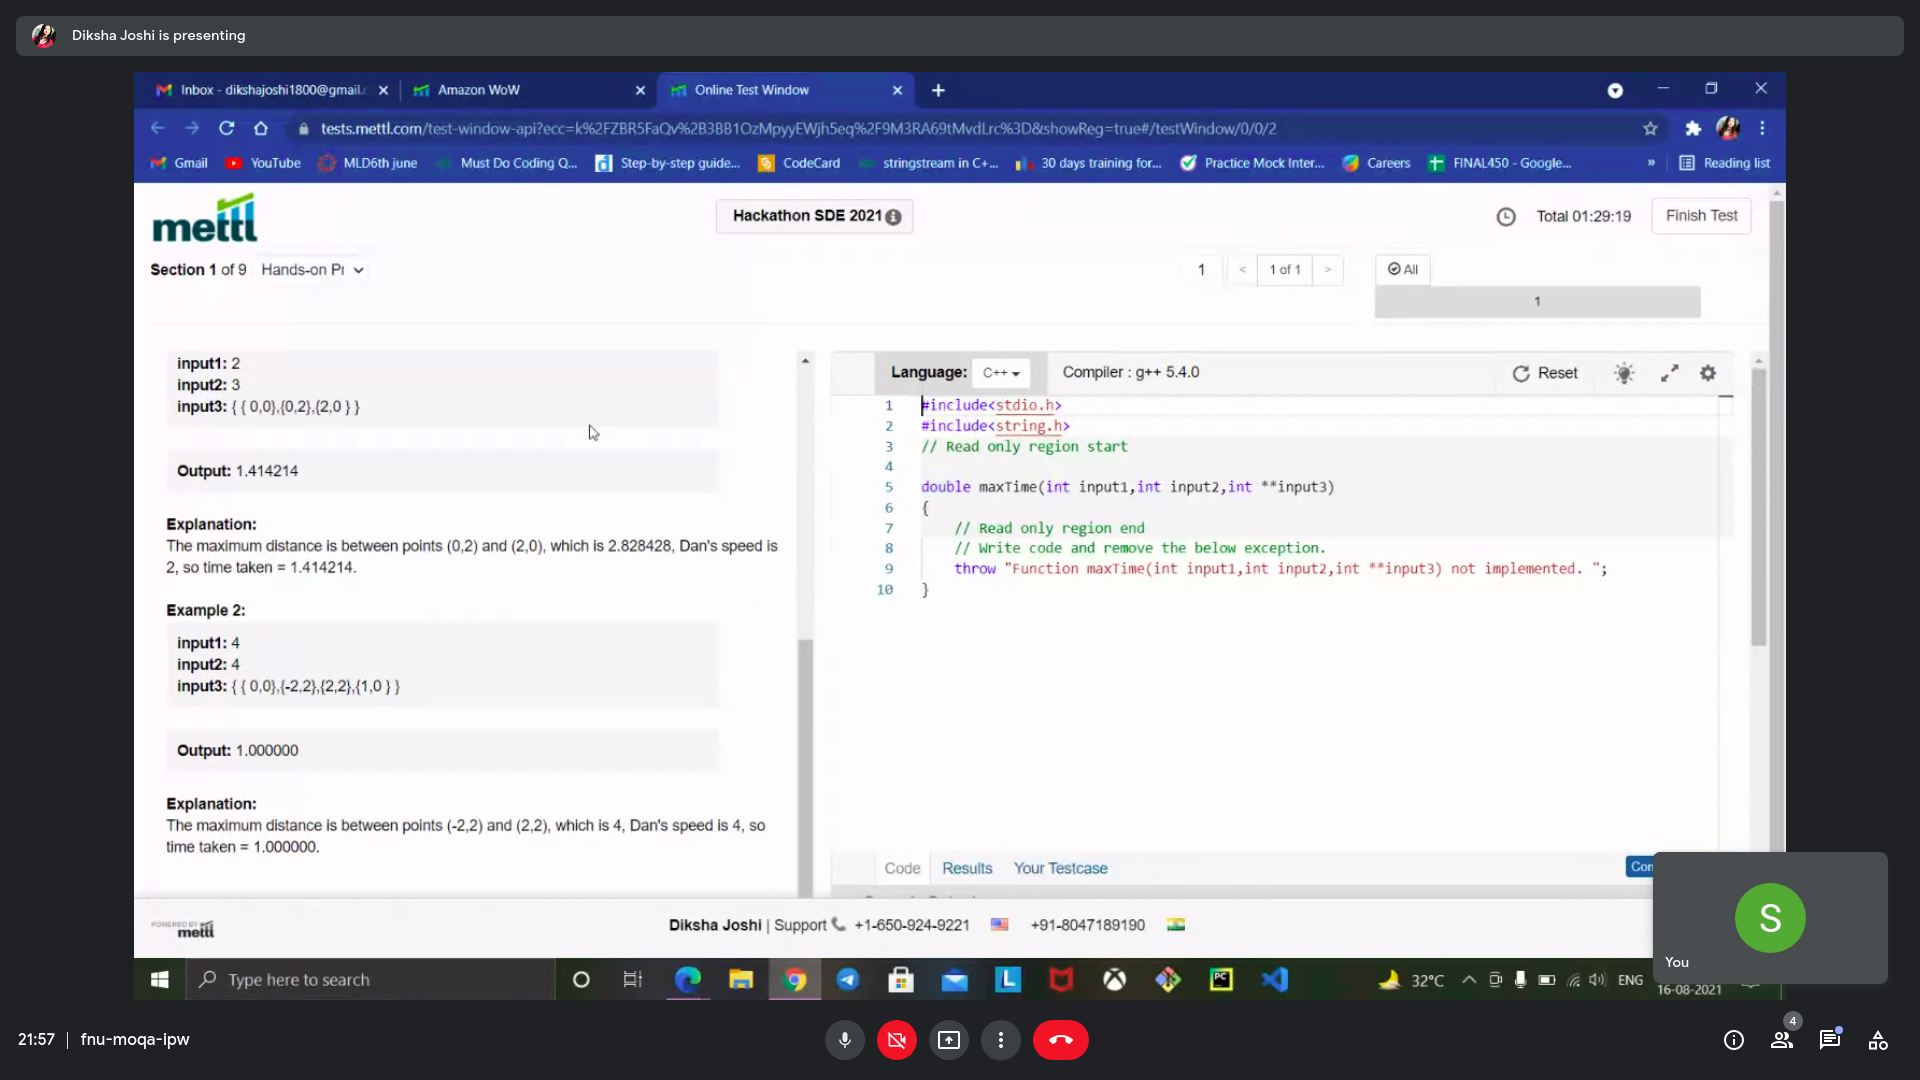 Diksha Joshi is presenting
Inbox - dikshajoshi1800@gmail.c
Amazon WoW
Online Test Window
tests.mettl.com/test-window-api?ecc=k%2FZBR5FaQv%2B3BB1OzMpyyEWjh5eq%2F9M3RA69tMvdLrc%3D&showReg=true#/testWindow/0/0/2
Gmail
YouTube
MLD6th june
Must Do Coding Q...
Step-by-step guide...
CodeCard
stringstream in C+...
30 days training for...
Practice Mock Inter...
Careers
FINAL450 - Google...
»
Reading list
mettl
Hackathon SDE 2021
Total 01:29:19
Finish Test
Section 1 of 9
Hands-on Pr
1
<
1 of 1
>
All
1
input1: 2
input2: 3
input3: { { 0,0},{0,2},{2,0 } }
Output: 1.414214
Explanation:
The maximum distance is between points (0,2) and (2,0), which is 2.828428, Dan's speed is
2, so time taken = 1.414214.
Example 2:
input1: 4
input2: 4
input3: { { 0,0},{-2,2},{2,2},{1,0 } }
Output: 1.000000
Explanation:
The maximum distance is between points (-2,2) and (2,2), which is 4, Dan's speed is 4, so
time taken = 1.000000.
Language:
C++
Compiler : g++ 5.4.0
Reset
1 #include<stdio.h>
2 #include<string.h>
3 // Read only region start
4
5 double maxTime(int input1,int input2,int **input3)
6 {
7 // Read only region end
8 // Write code and remove the below exception.
9 throw "Function maxTime(int input1,int input2,int **input3) not implemented. ";
10 }
Code
Results
Your Testcase
POWERED BY
mettl
Diksha Joshi | Support +1-650-924-9221
+91-8047189190
Type here to search
L
PC
32°C
ENG
16-08-2021
S
You
21:57 | fnu-moqa-ipw
4